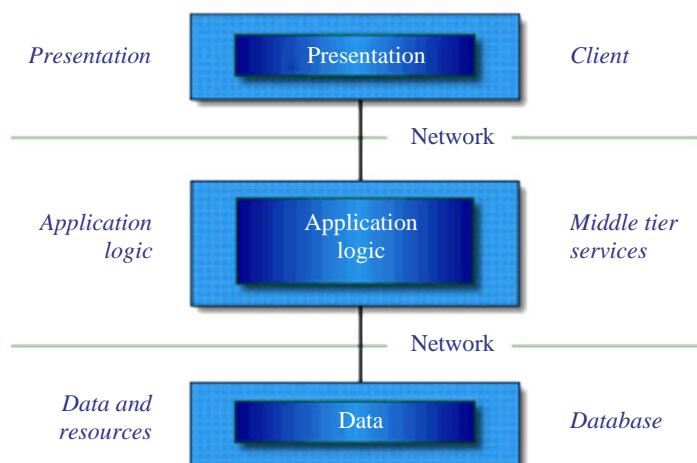 Presentation
Presentation
Client
Network
Application
logic
Application
logic
Middle tier
services
Network
Data and
resources
Data
Database